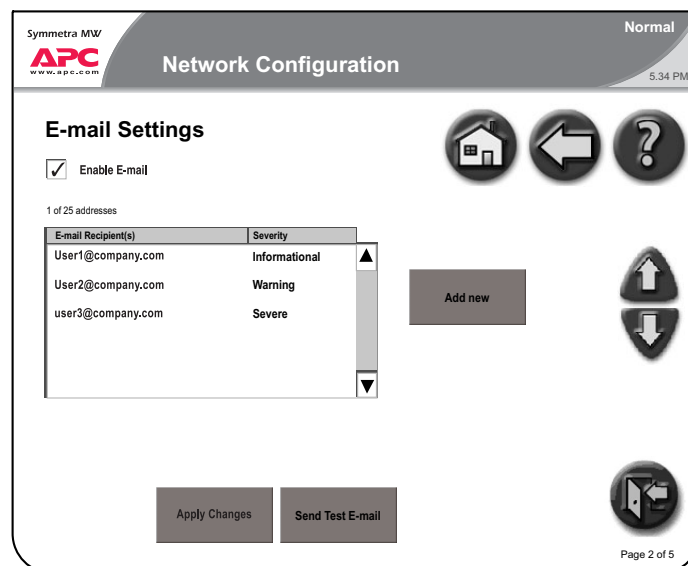 Symmetra MW
APC
www.apc.com
Network Configuration
Normal
5.34 PM
E-mail Settings
Enable E-mail
1 of 25 addresses
E-mail Recipient(s) Severity
User1@company.com Informational
User2@company.com Warning
user3@company.com Severe
Add new
Apply Changes
Send Test E-mail
Page 2 of 5